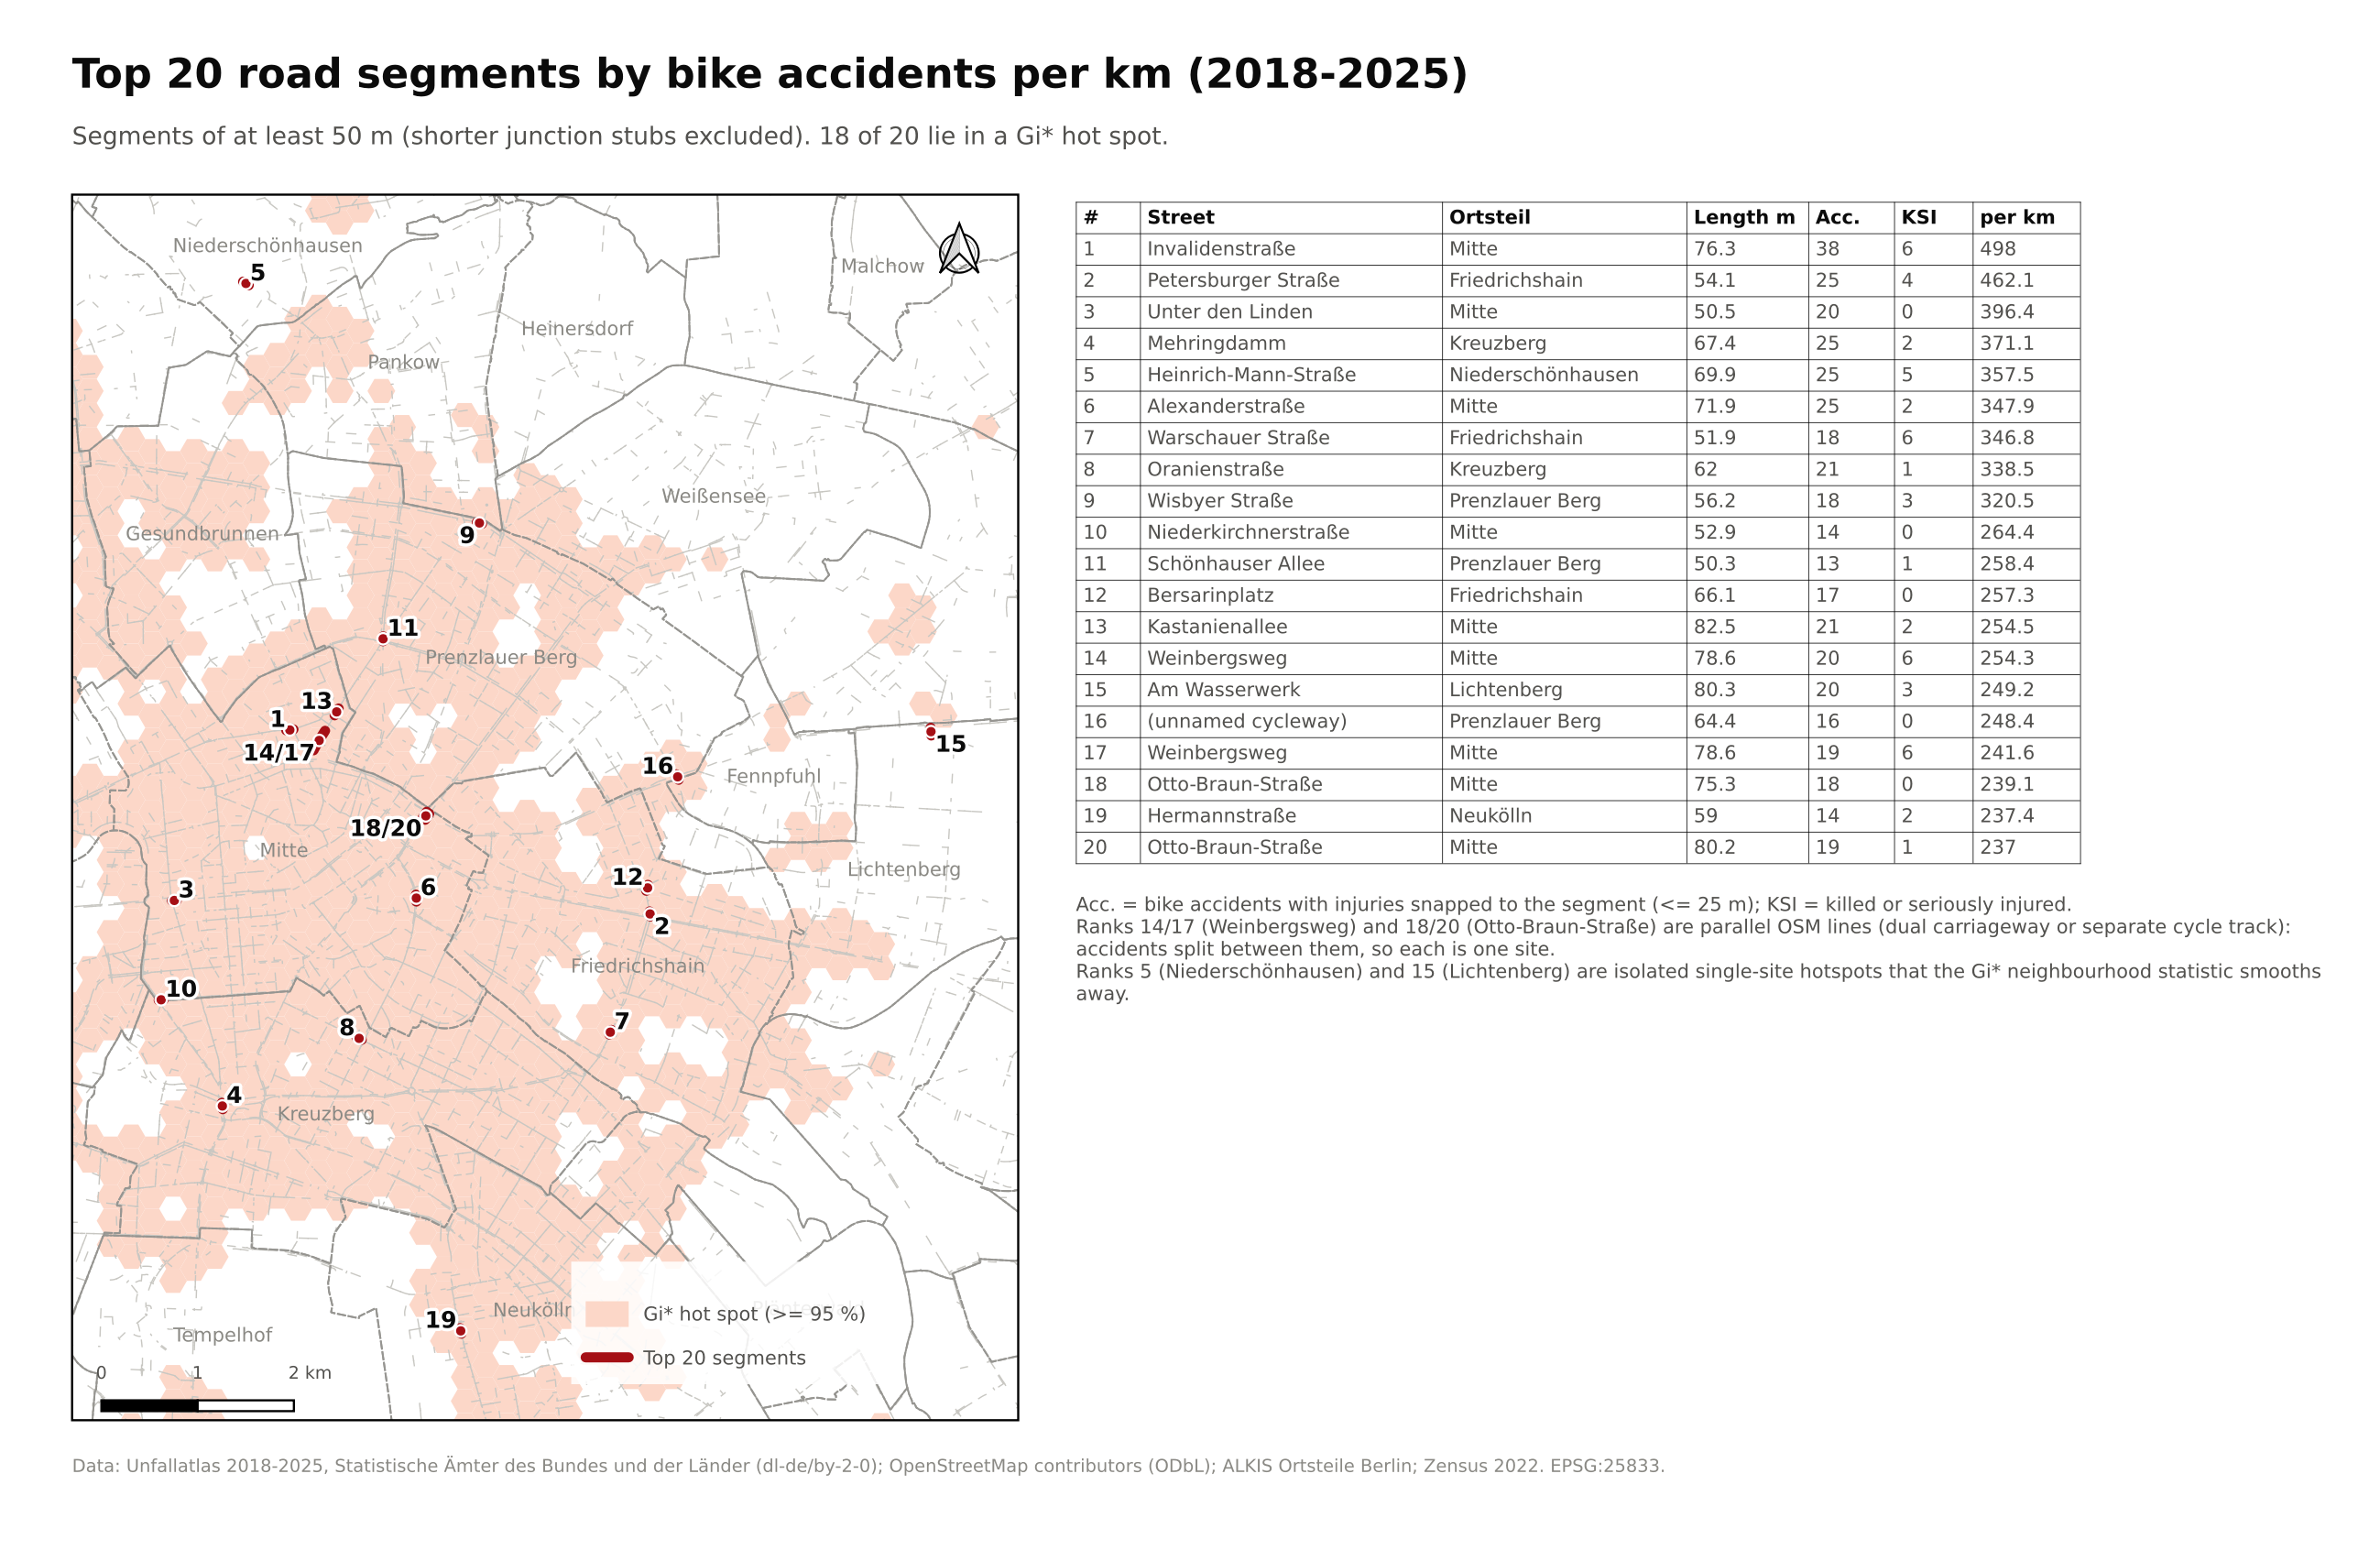 Top 20 road segments by bike accidents per km (2018-2025)
Segments of at least 50 m (shorter junction stubs excluded). 18 of 20 lie in a Gi* hot spot.
Niederschönhausen
5
Malchow
Heinersdorf
Pankow
Weißensee
Gesundbrunnen
9
11
Prenzlauer Berg
13
1
14/17
15
16
Fennpfuhl
18/20
Mitte
12
Lichtenberg
3
6
2
Friedrichshain
10
8
7
4
Kreuzberg
Neukölln
19
Tempelhof
Gi* hot spot (>= 95 %)
Top 20 segments
0 1 2 km
# Street Ortsteil Length m Acc. KSI per km
1 Invalidenstraße Mitte 76.3 38 6 498
2 Petersburger Straße Friedrichshain 54.1 25 4 462.1
3 Unter den Linden Mitte 50.5 20 0 396.4
4 Mehringdamm Kreuzberg 67.4 25 2 371.1
5 Heinrich-Mann-Straße Niederschönhausen 69.9 25 5 357.5
6 Alexanderstraße Mitte 71.9 25 2 347.9
7 Warschauer Straße Friedrichshain 51.9 18 6 346.8
8 Oranienstraße Kreuzberg 62 21 1 338.5
9 Wisbyer Straße Prenzlauer Berg 56.2 18 3 320.5
10 Niederkirchnerstraße Mitte 52.9 14 0 264.4
11 Schönhauser Allee Prenzlauer Berg 50.3 13 1 258.4
12 Bersarinplatz Friedrichshain 66.1 17 0 257.3
13 Kastanienallee Mitte 82.5 21 2 254.5
14 Weinbergsweg Mitte 78.6 20 6 254.3
15 Am Wasserwerk Lichtenberg 80.3 20 3 249.2
16 (unnamed cycleway) Prenzlauer Berg 64.4 16 0 248.4
17 Weinbergsweg Mitte 78.6 19 6 241.6
18 Otto-Braun-Straße Mitte 75.3 18 0 239.1
19 Hermannstraße Neukölln 59 14 2 237.4
20 Otto-Braun-Straße Mitte 80.2 19 1 237
Acc. = bike accidents with injuries snapped to the segment (<= 25 m); KSI = killed or seriously injured.
Ranks 14/17 (Weinbergsweg) and 18/20 (Otto-Braun-Straße) are parallel OSM lines (dual carriageway or separate cycle track):
accidents split between them, so each is one site.
Ranks 5 (Niederschönhausen) and 15 (Lichtenberg) are isolated single-site hotspots that the Gi* neighbourhood statistic smooths
away.
Data: Unfallatlas 2018-2025, Statistische Ämter des Bundes und der Länder (dl-de/by-2-0); OpenStreetMap contributors (ODbL); ALKIS Ortsteile Berlin; Zensus 2022. EPSG:25833.